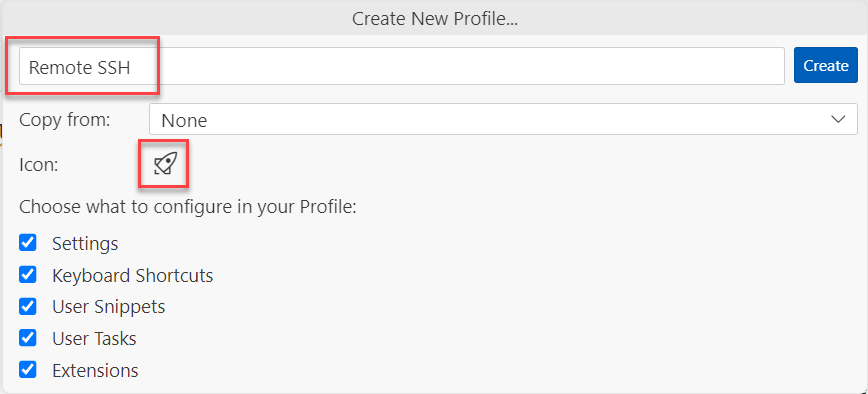 Create New Profile...
Remote SSH
Create
Copy from:
None
Icon:
Choose what to configure in your Profile:
Settings
Keyboard Shortcuts
User Snippets
User Tasks
Extensions